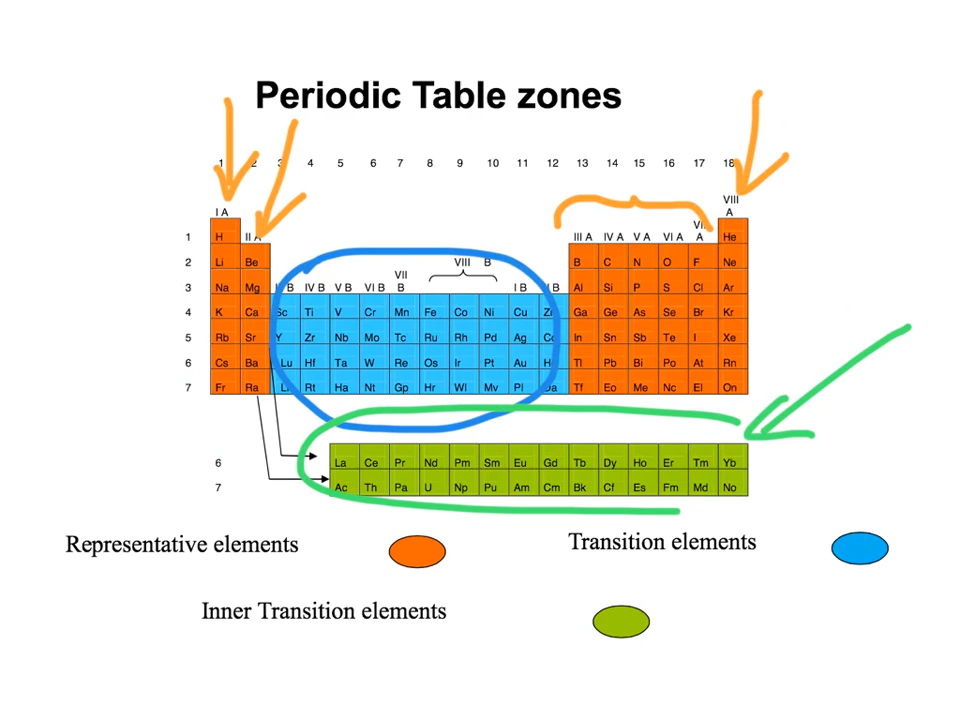 Periodic Table zones
1 2 3 4 5 6 7 8 9 10 11 12 13 14 15 16 17 18
VIII
I A A
1 H II A III A IV A V A VI A A He
2 Li Be VIII B B C N O F Ne
VII
3 Na Mg IV B V B VI B B I B Al Si P S Cl Ar
4 K Ca Sc Ti V Cr Mn Fe Co Ni Cu Zn Ga Ge As Se Br Kr
5 Rb Sr Y Zr Nb Mo Tc Ru Rh Pd Ag In Sn Sb Te I Xe
6 Cs Ba Lu Hf Ta W Re Os Ir Pt Au Tl Pb Bi Po At Rn
7 Fr Ra Rt Ha Nt Gp Hr Wl Mv Pl Tf Eo Me Nc El On
6 La Ce Pr Nd Pm Sm Eu Gd Tb Dy Ho Er Tm Yb
7 Ac Th Pa U Np Pu Am Cm Bk Cf Es Fm Md No
Representative elements Transition elements
Inner Transition elements